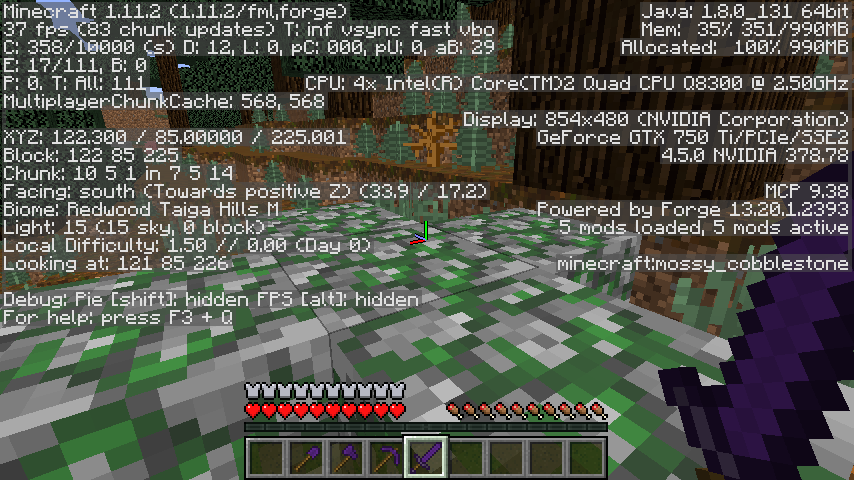 Minecraft 1.11.2 (1.11.2/fml,forge)
37 fps (83 chunk updates) T: inf vsync fast vbo
C: 358/10000 (s) D: 12, L: 0, pC: 000, pU: 0, aB: 29
E: 17/111, B: 0
P: 0. T: All: 111
MultiplayerChunkCache: 568, 568
XYZ: 122.300 / 85.00000 / 225.001
Block: 122 85 225
Chunk: 10 5 1 in 7 5 14
Facing: south (Towards positive Z) (33.9 / 17.2)
Biome: Redwood Taiga Hills M
Light: 15 (15 sky, 0 block)
Local Difficulty: 1.50 // 0.00 (Day 0)
Looking at: 121 85 226
Debug: Pie [shift]: hidden FPS [alt]: hidden
For help: press F3 + Q
Java: 1.8.0_131 64bit
Mem: 35% 351/990MB
Allocated: 100% 990MB
CPU: 4x Intel(R) Core(TM)2 Quad CPU Q8300 @ 2.50GHz
Display: 854x480 (NVIDIA Corporation)
GeForce GTX 750 Ti/PCIe/SSE2
4.5.0 NVIDIA 378.78
MCP 9.38
Powered by Forge 13.20.1.2393
5 mods loaded, 5 mods active
minecraft:mossy_cobblestone